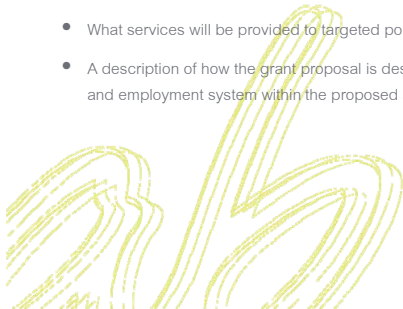 What services will be provided to targeted po
A description of how the grant proposal is des
and employment system within the proposed